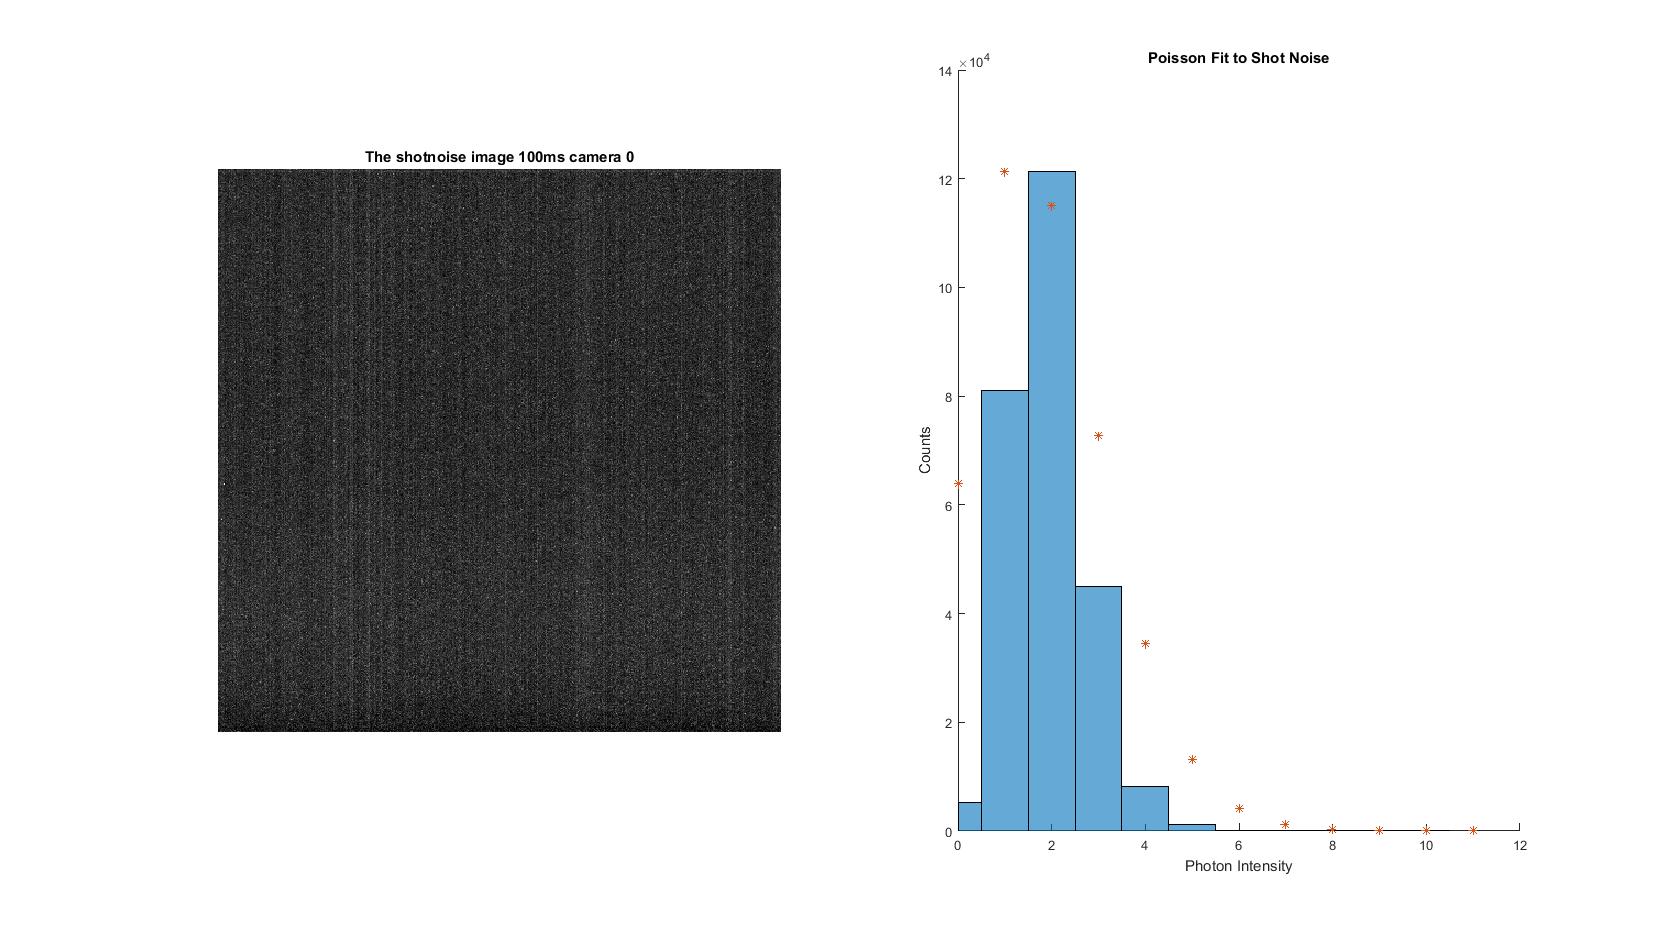 The shotnoise image 100ms camera 0
Poisson Fit to Shot Noise
×10⁴
14
12
10
8
6
4
2
0
Counts
0 2 4 6 8 10 12
Photon Intensity